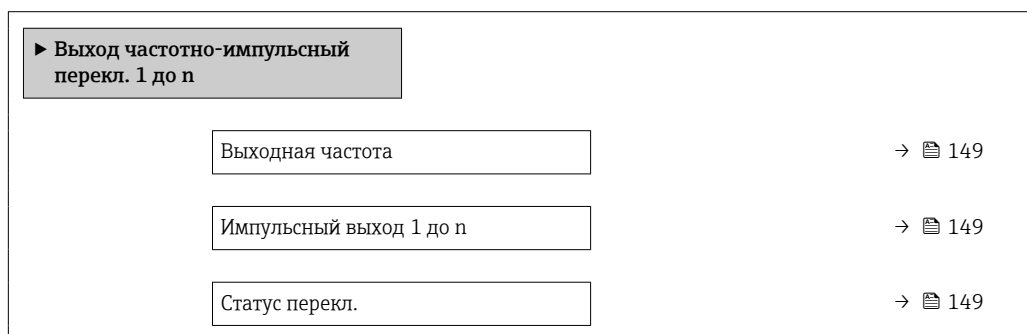 ► Выход частотно-импульсный
перекл. 1 до n
Выходная частота → 149
Импульсный выход 1 до n → 149
Статус перекл. → 149